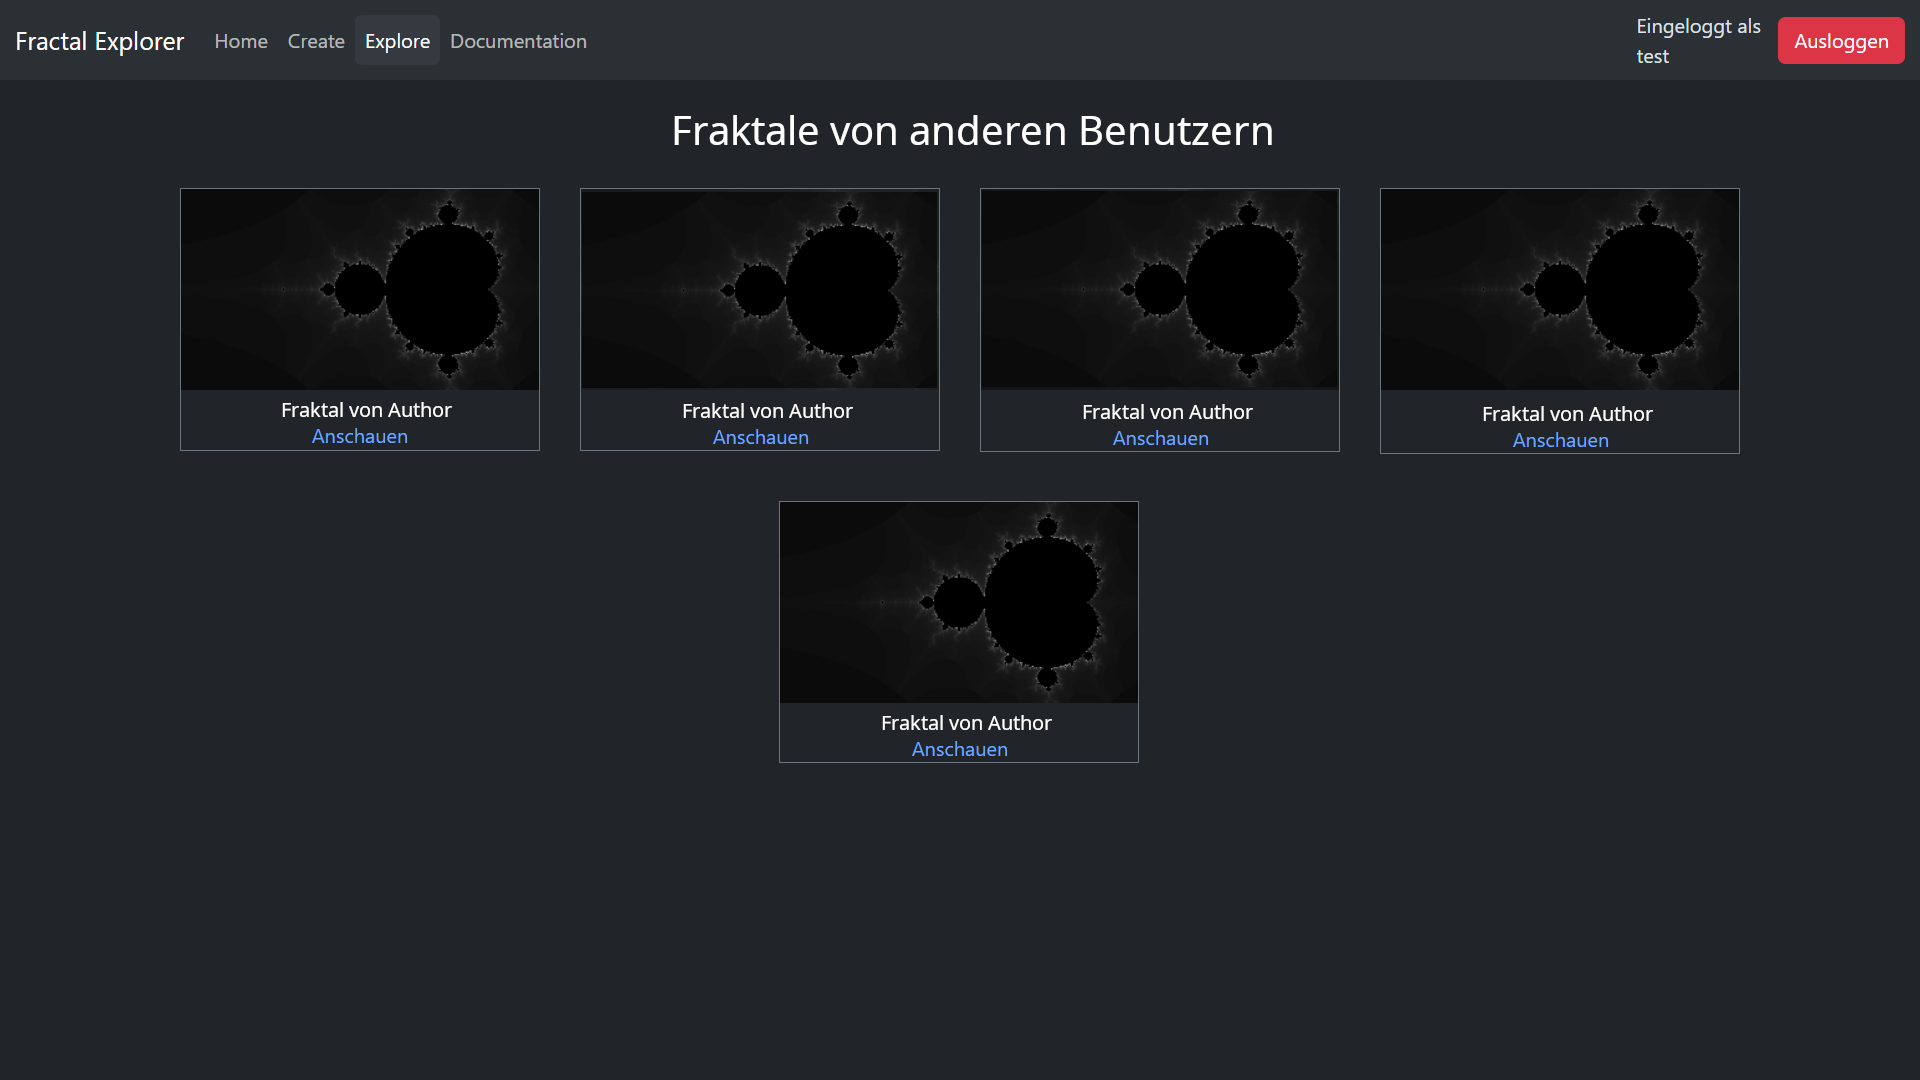 Fractal Explorer Home Create Explore Documentation Eingeloggt als
test Ausloggen
Fraktale von anderen Benutzern
Fraktal von Author
Anschauen
Fraktal von Author
Anschauen
Fraktal von Author
Anschauen
Fraktal von Author
Anschauen
Fraktal von Author
Anschauen